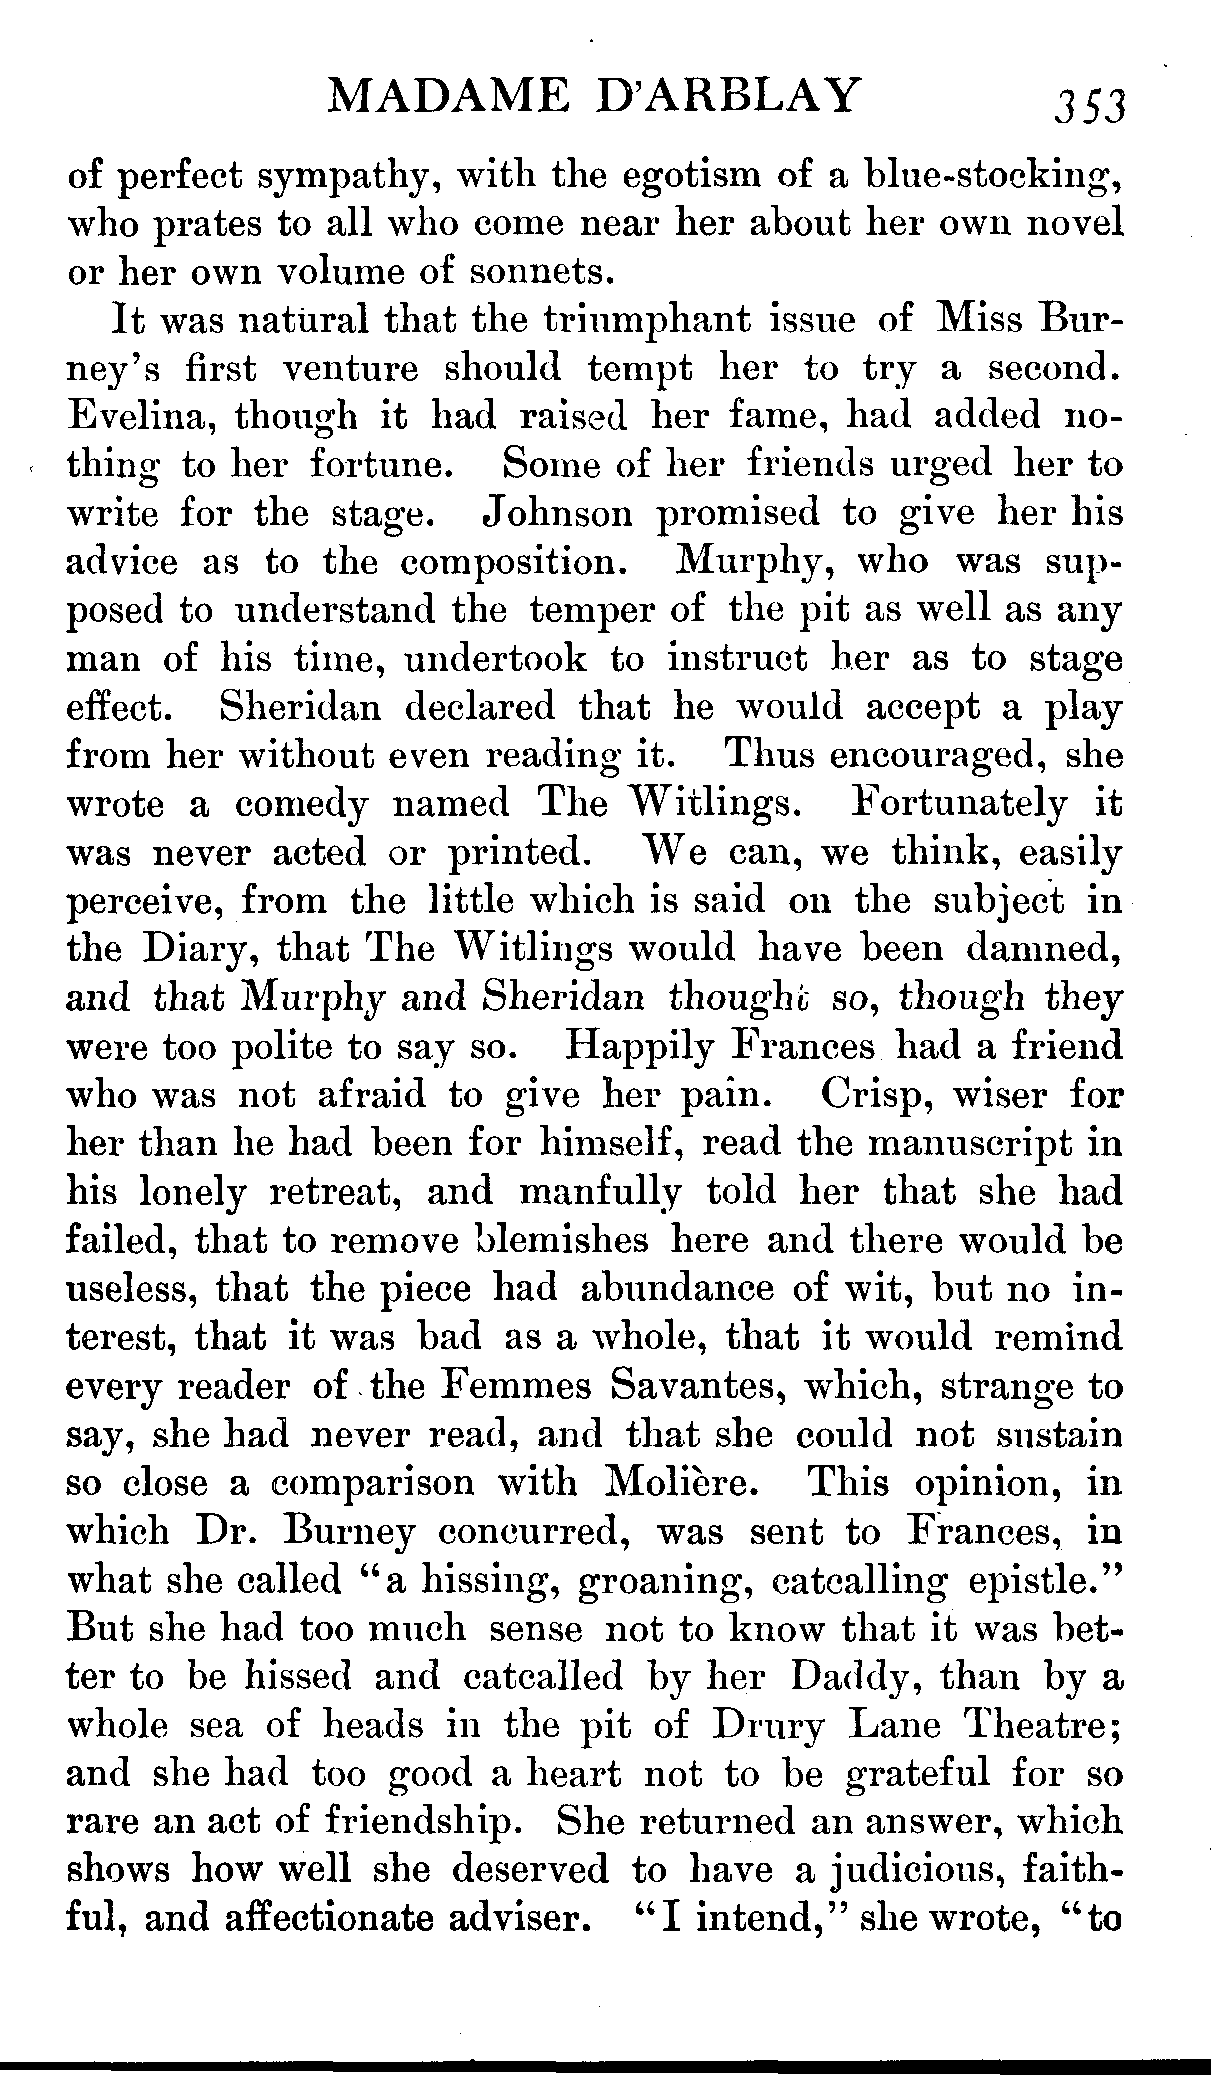 MADAME D'ARBLAY 353
of perfect sympathy, with the egotism of a blue-stocking,
who prates to all who come near her about her own novel
or her own volume of sonnets.
It was natural that the triumphant issue of Miss Bur-
ney's first venture should tempt her to try a second.
Evelina, though it had raised her fame, had added no-
thing to her fortune. Some of her friends urged her to
write for the stage. Johnson promised to give her his
advice as to the composition. Murphy, who was sup-
posed to understand the temper of the pit as well as any
man of his time, undertook to instruct her as to stage
effect. Sheridan declared that he would accept a play
from her without even reading it. Thus encouraged, she
wrote a comedy named The Witlings. Fortunately it
was never acted or printed. We can, we think, easily
perceive, from the little which is said on the subject in
the Diary, that The Witlings would have been damned,
and that Murphy and Sheridan thought so, though they
were too polite to say so. Happily Frances had a friend
who was not afraid to give her pain. Crisp, wiser for
her than he had been for himself, read the manuscript in
his lonely retreat, and manfully told her that she had
failed, that to remove blemishes here and there would be
useless, that the piece had abundance of wit, but no in-
terest, that it was bad as a whole, that it would remind
every reader of the Femmes Savantes, which, strange to
say, she had never read, and that she could not sustain
so close a comparison with Molière. This opinion, in
which Dr. Burney concurred, was sent to Frances, in
what she called "a hissing, groaning, catcalling epistle."
But she had too much sense not to know that it was bet-
ter to be hissed and catcalled by her Daddy, than by a
whole sea of heads in the pit of Drury Lane Theatre;
and she had too good a heart not to be grateful for so
rare an act of friendship. She returned an answer, which
shows how well she deserved to have a judicious, faith-
ful, and affectionate adviser. "I intend," she wrote, "to